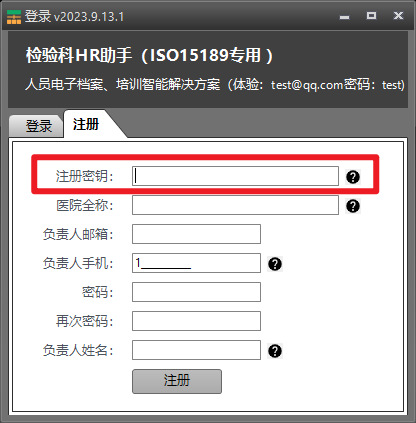 登录 v2023.9.13.1
检验科HR助手（ISO15189专用 ）
人员电子档案、培训智能解决方案（体验：test@qq.com密码：test)
登录 注册
注册密钥：
医院全称：
负责人邮箱：
负责人手机： 1_______
密码：
再次密码：
负责人姓名：
注册